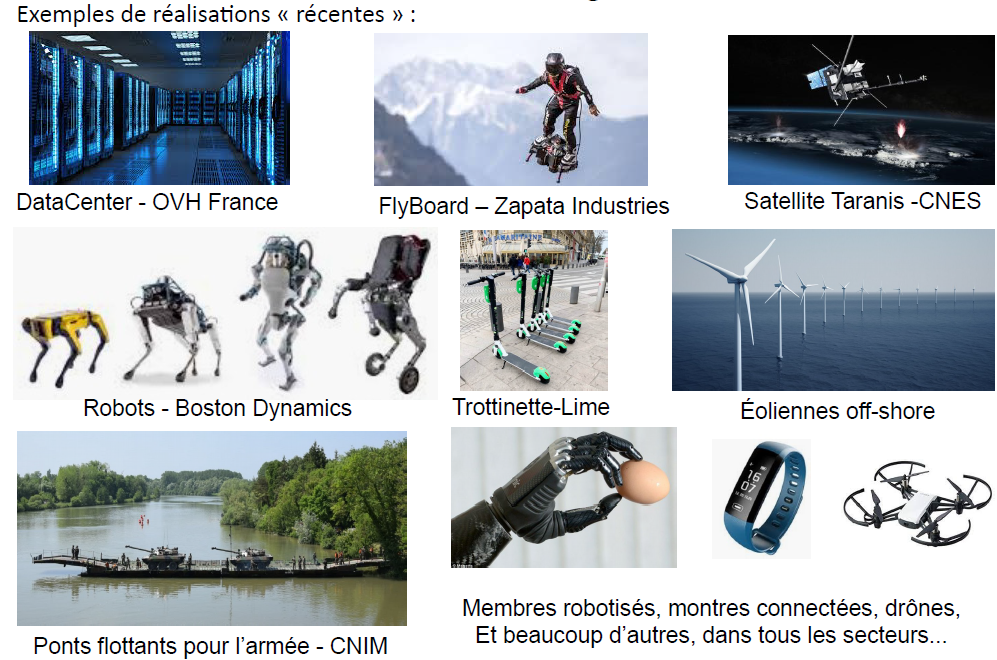 Exemples de réalisations « récentes » :
DataCenter - OVH France
FlyBoard – Zapata Industries
Satellite Taranis -CNES
Robots - Boston Dynamics
Trottinette-Lime
Éoliennes off-shore
16
07
Ponts flottants pour l’armée - CNIM
Membres robotisés, montres connectées, drônes,
Et beaucoup d’autres, dans tous les secteurs...